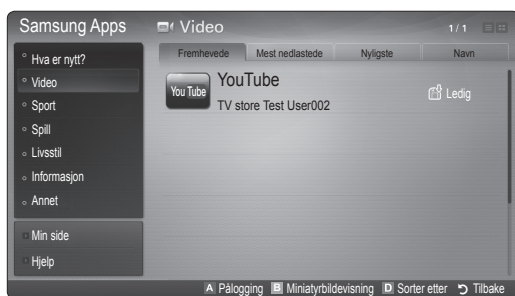 Samsung Apps
Video
1/1
Hva er nytt?
Video
Sport
Spill
Livsstil
Informasjon
Annet
Min side
Hjelp
Fremhevede Mest nedlastede Nyligste Navn
You Tube
YouTube
TV store Test User002
Ledig
A Pålogging B Miniatyrbildevisning D Sorter etter Tilbake